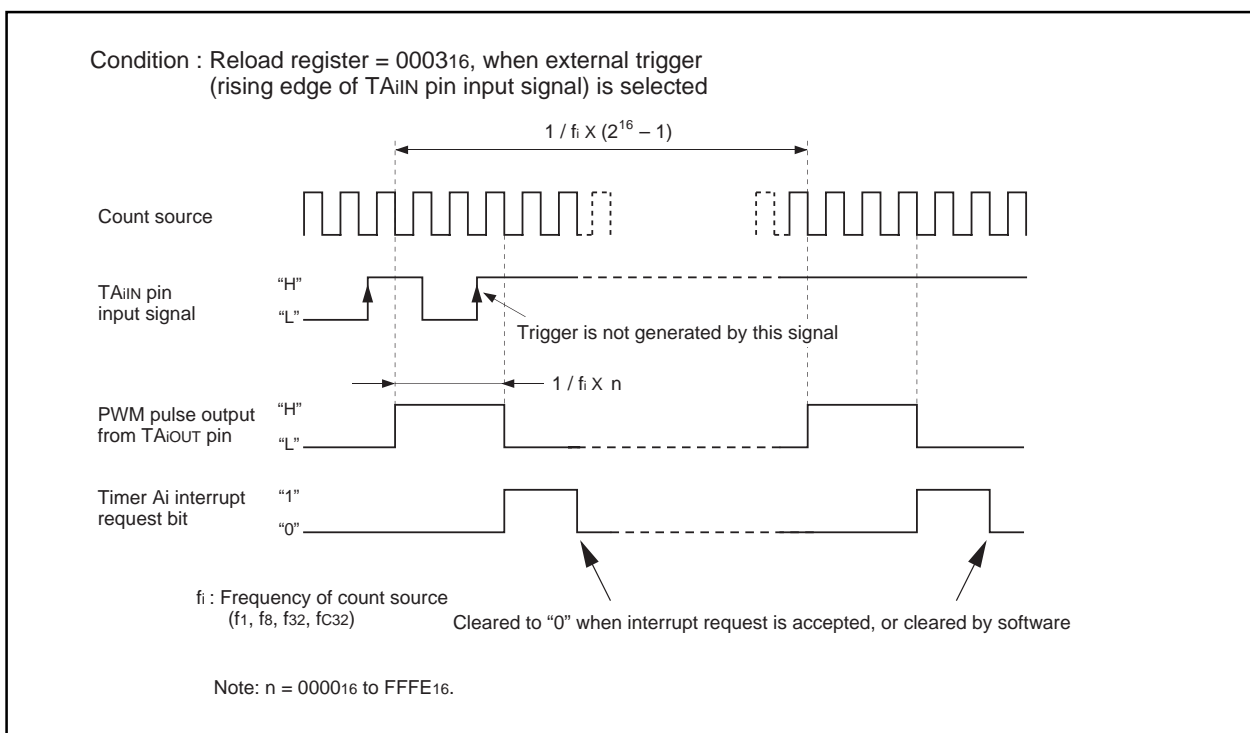 Condition : Reload register = 000316, when external trigger
(rising edge of TAiIN pin input signal) is selected
1 / fi X (2^16 – 1)
Count source
TAiIN pin
input signal
“H”
“L”
Trigger is not generated by this signal
1 / fi X n
PWM pulse output
from TAiOUT pin
“H”
“L”
Timer Ai interrupt
request bit
“1”
“0”
fi : Frequency of count source
(f1, f8, f32, fC32)
Cleared to “0” when interrupt request is accepted, or cleared by software
Note: n = 000016 to FFFE16.